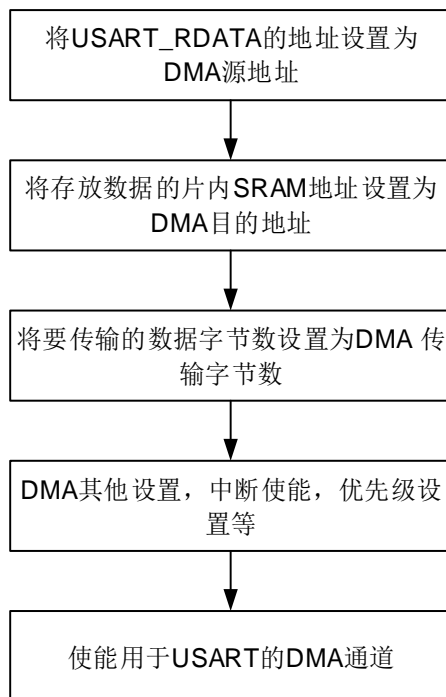 将USART_RDATA的地址设置为
DMA源地址
将存放数据的片内SRAM地址设置为
DMA目的地址
将要传输的数据字节数设置为DMA 传
输字节数
DMA其他设置，中断使能，优先级设
置等
使能用于USART的DMA通道